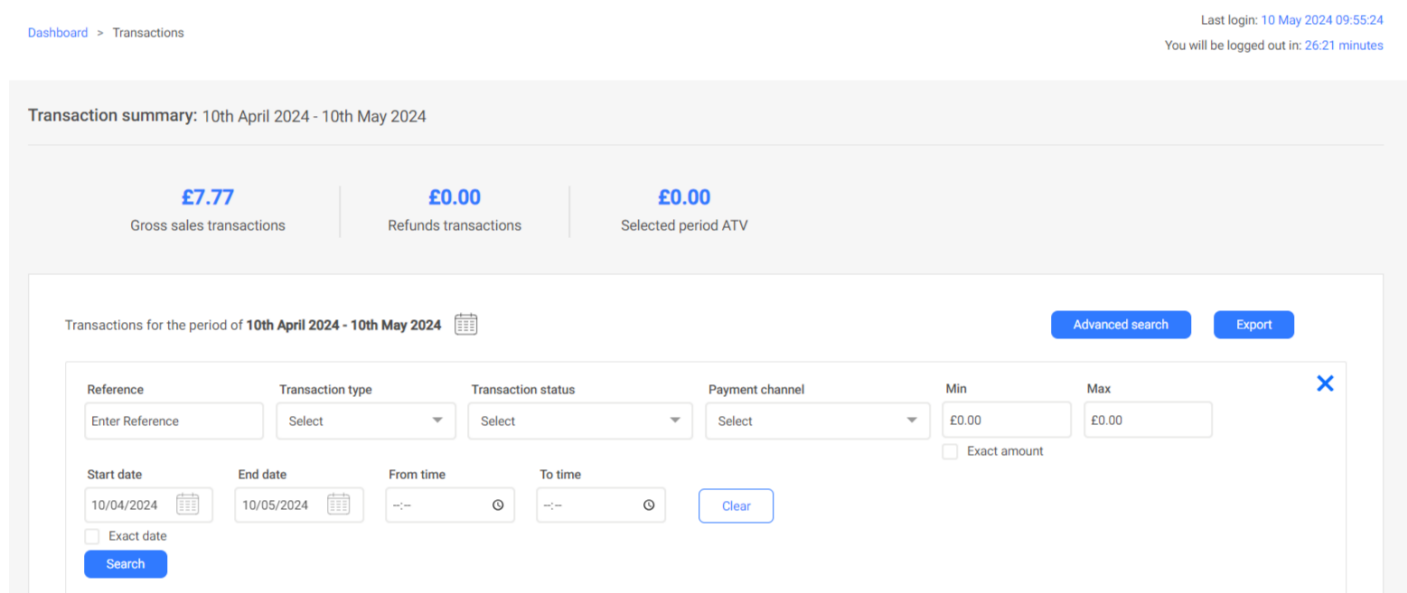 Last login: 10 May 2024 09:55:24
Dashboard > Transactions
You will be logged out in: 26:21 minutes
Transaction summary: 10th April 2024 - 10th May 2024
£7.77 £0.00 £0.00
Gross sales transactions Refunds transactions Selected period ATV
Transactions for the period of 10th April 2024 - 10th May 2024 Advanced search Export
Reference Transaction type Transaction status Payment channel Min Max
Enter Reference Select Select Select £0.00 £0.00
Exact amount
Start date End date From time To time
10/04/2024 10/05/2024 --:-- --:-- Clear
Exact date
Search